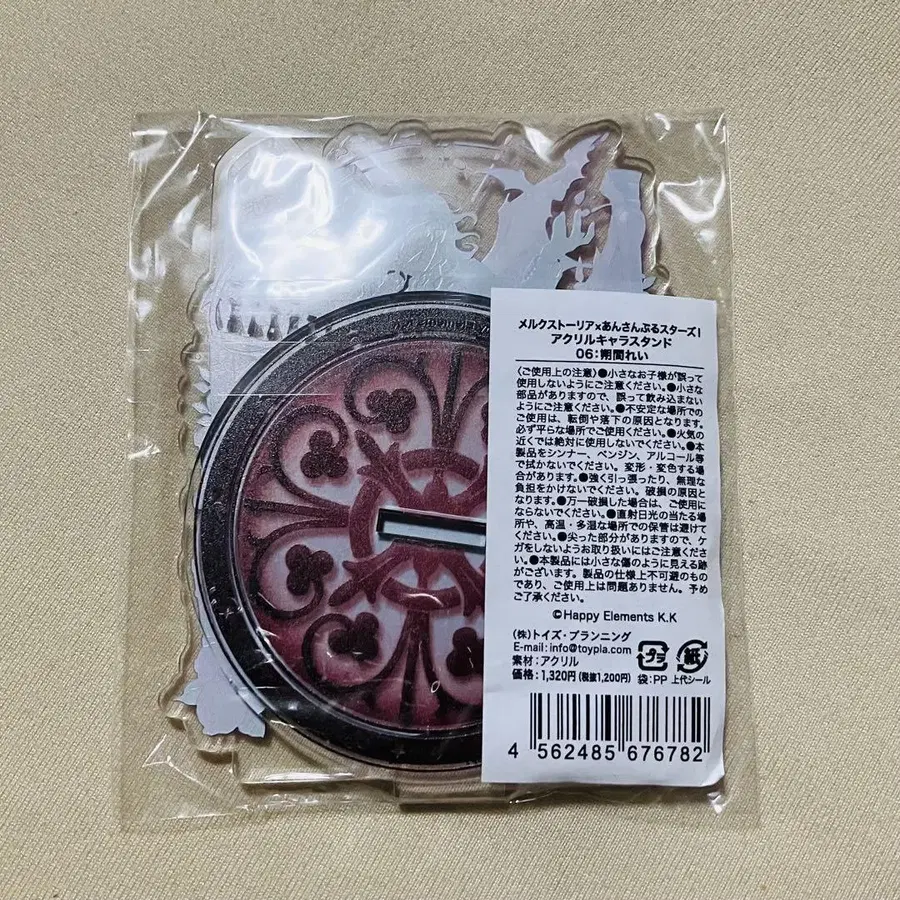 メルクストーリア×あんさんぶるスターズ!
アクリルキャラスタンド
06:朔間れい
〈ご使用上の注意〉●小さなお子様が誤って
使用しないようにご注意ください。●小さな
部品がありますので、誤って飲み込まない
ようにご注意ください。●不安定な場所での
ご使用は、転倒や落下の原因となります。
必ず平らな場所でご使用ください。●火気の
近くでは絶対に使用しないでください。●本
製品をシンナー、ベンジン、アルコール等
で拭かないでください。変形・変色する場
合があります。●強く引っ張ったり、無理な
負担をかけないでください。破損の原因と
なります。●万一破損した場合は、ご使用に
ならないでください。●直射日光の当たる場
所や、高温・多湿な場所での保管は避けて
ください。●尖った部分がありますので、ケ
ガをしないようお取り扱いにはご注意くださ
い。●本製品には小さな傷のように見える跡
がございます。製品の仕様上不可避のもの
であり、ご使用上は問題ありません。予め
ご了承ください。
©Happy Elements K.K
(株)トイズ・プランニング
E-mail:info@toypla.com
素材:アクリル
価格:1,320円(税抜1,200円)
プラ
紙
袋:PP 上代シール
4 562485 676782